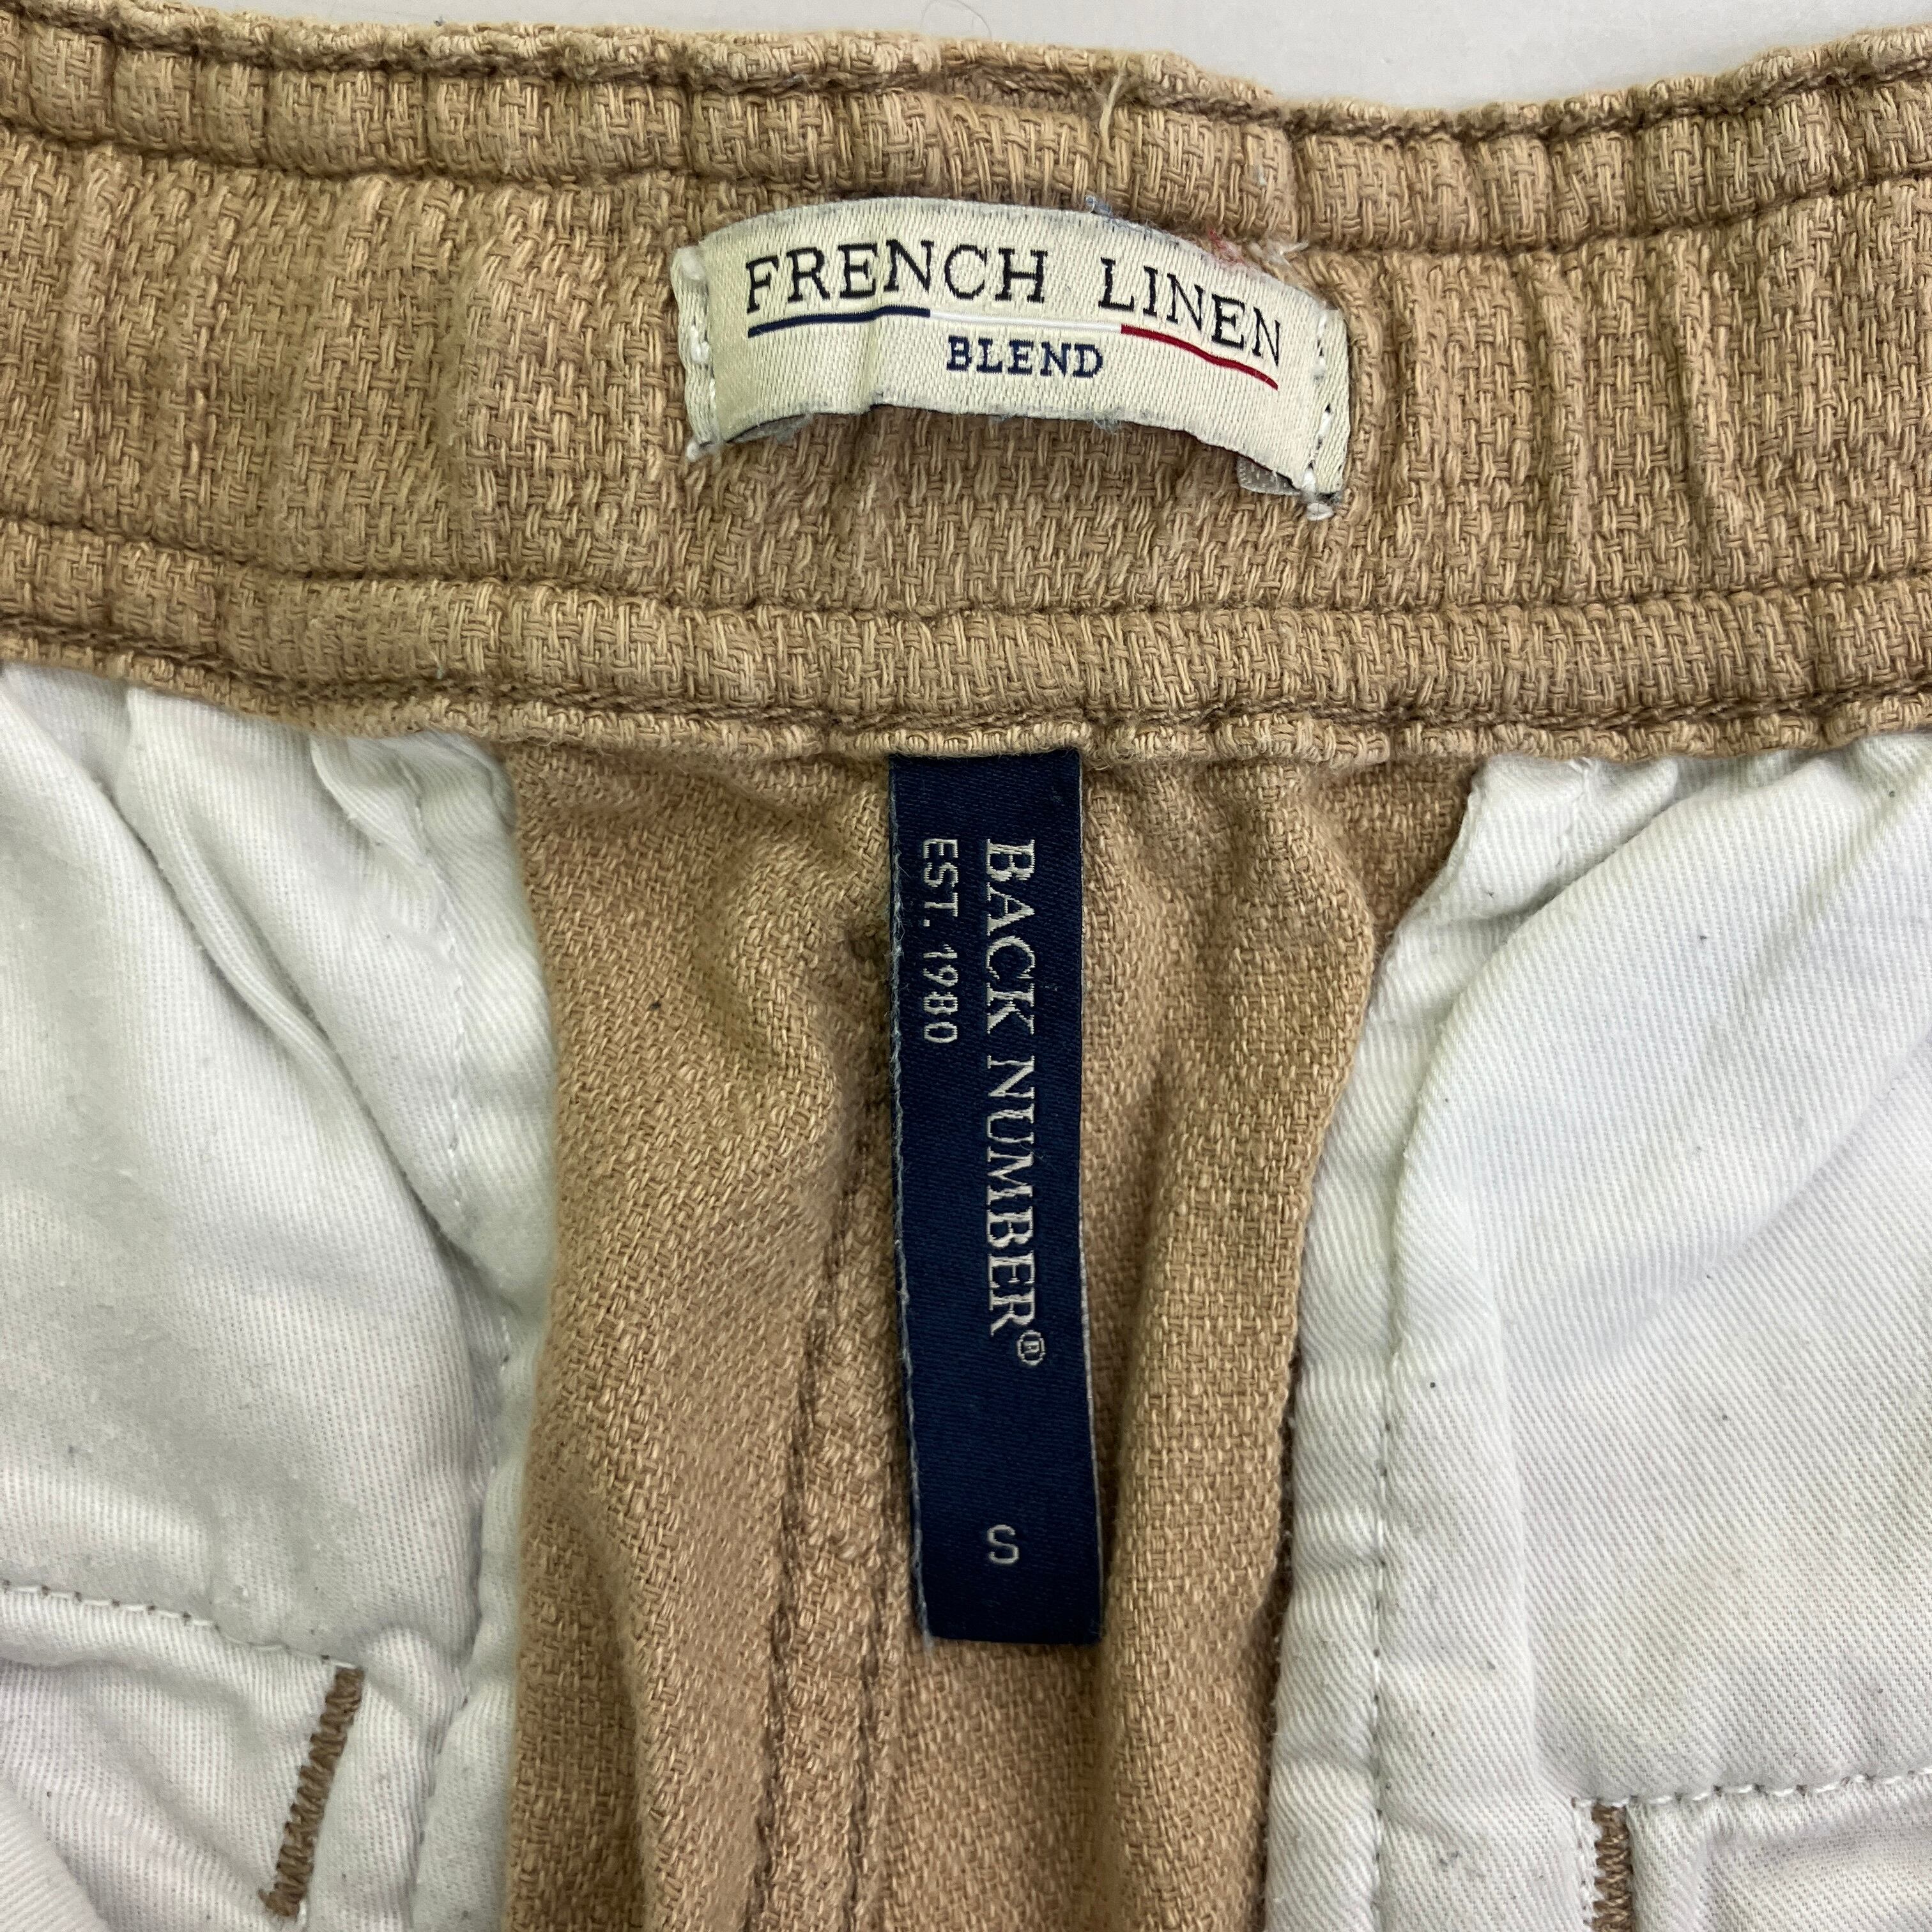 FRENCH LINEN
BLEND
BACK NUMBER®
EST. 1980
S